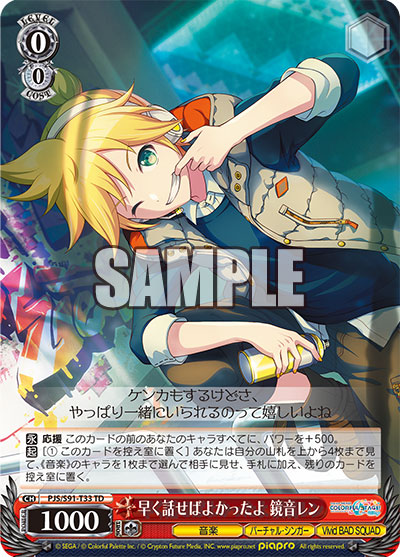 LEVEL
0
0
COST
SAMPLE
ケンカもするけどさ、
やっぱり一緒にいられるのって嬉しいよね
永 応援 このカードの前のあなたのキャラすべてに、パワーを+500。
起［このカードを控え室に置く］あなたは自分の山札を上から4枚まで見
て、《音楽》のキャラを1枚まで選んで相手に見せ、手札に加え、残りのカード
を控え室に置く。
CH PJS/S91-T33 TD
早く話せばよかったよ 鏡音レン
COLORFUL STAGE!
POWER
1000
音楽
バーチャル・シンガー
Vivid BAD SQUAD
© SEGA / © Colorful Palette Inc. / © Crypton Future Media, INC. www.piapro.net piapro All rights reserved.